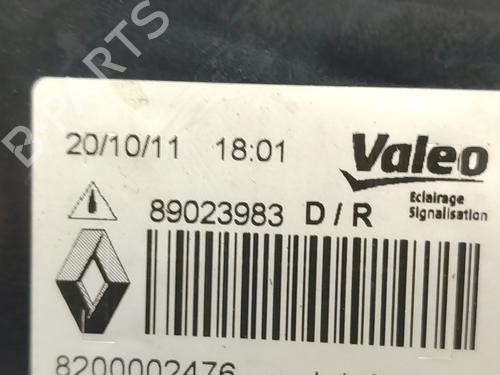 B-PARTS
20/10/11 18:01
Valeo
Eclairage
Signalisation
89023983 D/R
8200002476